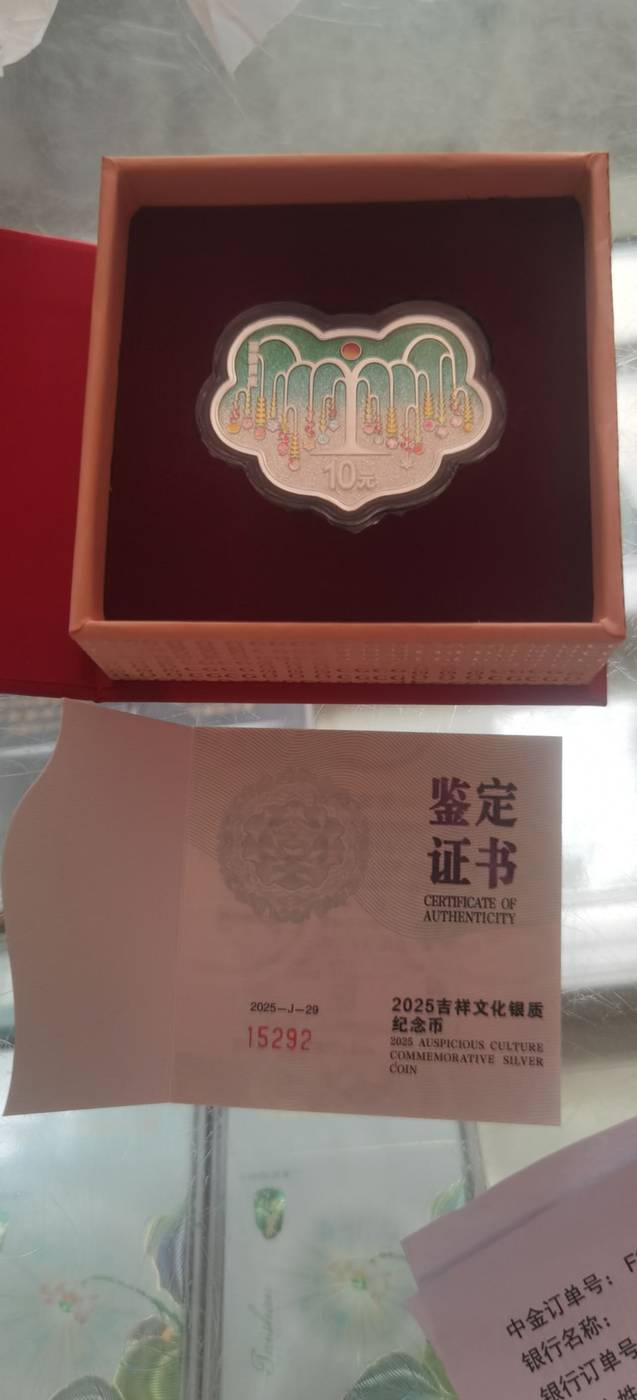 10元
鉴定
证书
CERTIFICATE OF
AUTHENTICITY
2025-J-29
15292
2025吉祥文化银质
纪念币
2025 AUSPICIOUS CULTURE
COMMEMORATIVE SILVER
COIN
中金订单号：
银行名称：
银行订单号